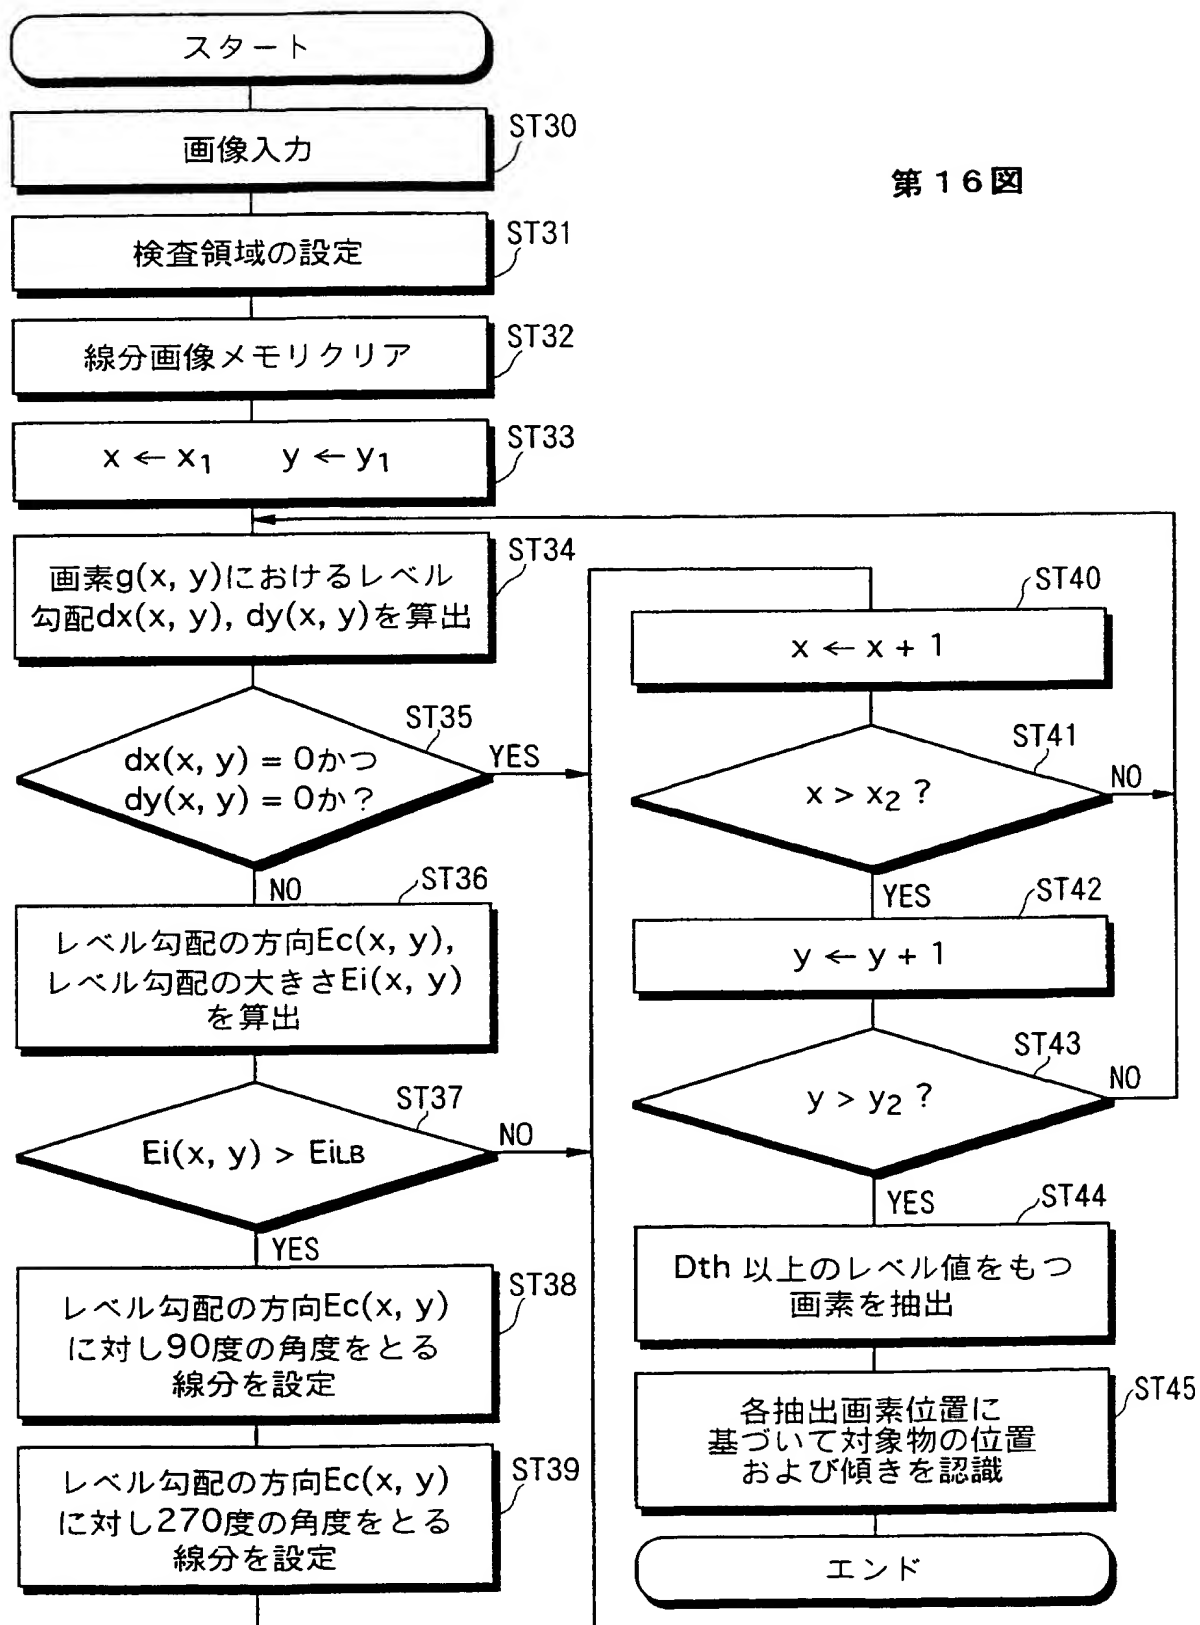 スタート
画像入力
ST30
第16図
検査領域の設定
ST31
線分画像メモリクリア
ST32
x ← x1 y ← y1
ST33
画素g(x, y)におけるレベル
勾配dx(x, y), dy(x, y)を算出
ST34
dx(x, y) = 0かつ
dy(x, y) = 0か?
ST35
YES
NO
ST36
レベル勾配の方向Ec(x, y),
レベル勾配の大きさEi(x, y)
を算出
ST37
Ei(x, y) > EiLB
NO
YES
ST38
レベル勾配の方向Ec(x, y)
に対し90度の角度をとる
線分を設定
ST39
レベル勾配の方向Ec(x, y)
に対し270度の角度をとる
線分を設定
ST40
x ← x + 1
ST41
x > x2 ?
NO
YES
ST42
y ← y + 1
ST43
y > y2 ?
NO
YES
ST44
Dth 以上のレベル値をもつ
画素を抽出
ST45
各抽出画素位置に
基づいて対象物の位置
および傾きを認識
エンド